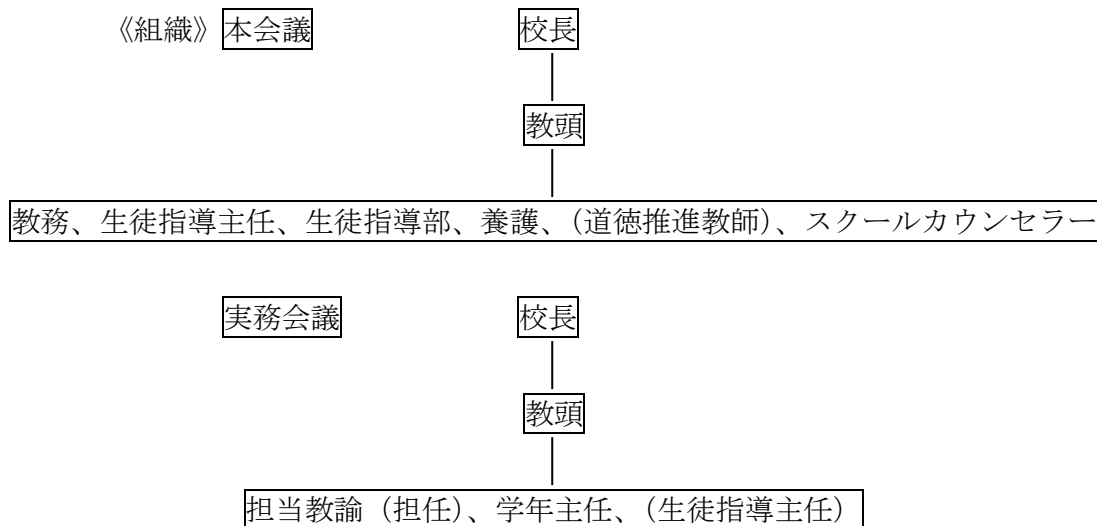 《組織》本会議 校長
教頭
教務、生徒指導主任、生徒指導部、養護、(道徳推進教師)、スクールカウンセラー
実務会議 校長
教頭
担当教諭（担任）、学年主任、（生徒指導主任）